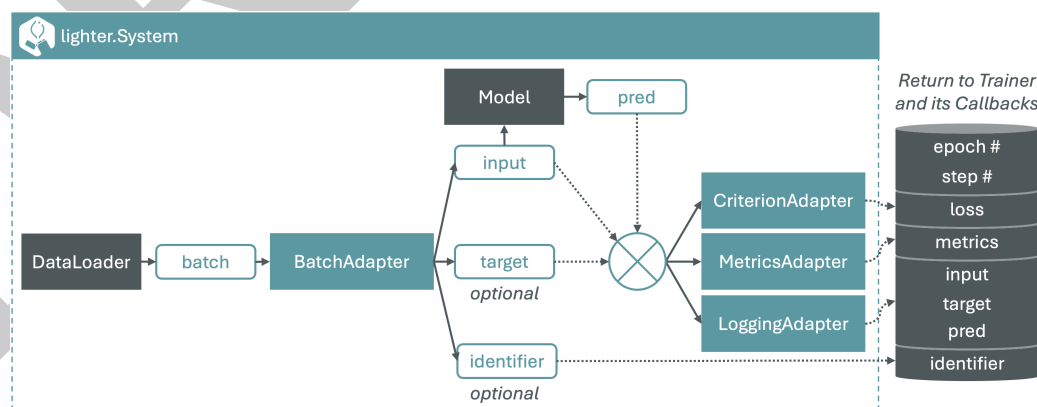 lighter.System
Return to Trainer
and its Callbacks
Model
pred
input
DataLoader
batch
BatchAdapter
target
optional
identifier
optional
CriterionAdapter
MetricsAdapter
LoggingAdapter
epoch #
step #
loss
metrics
input
target
pred
identifier